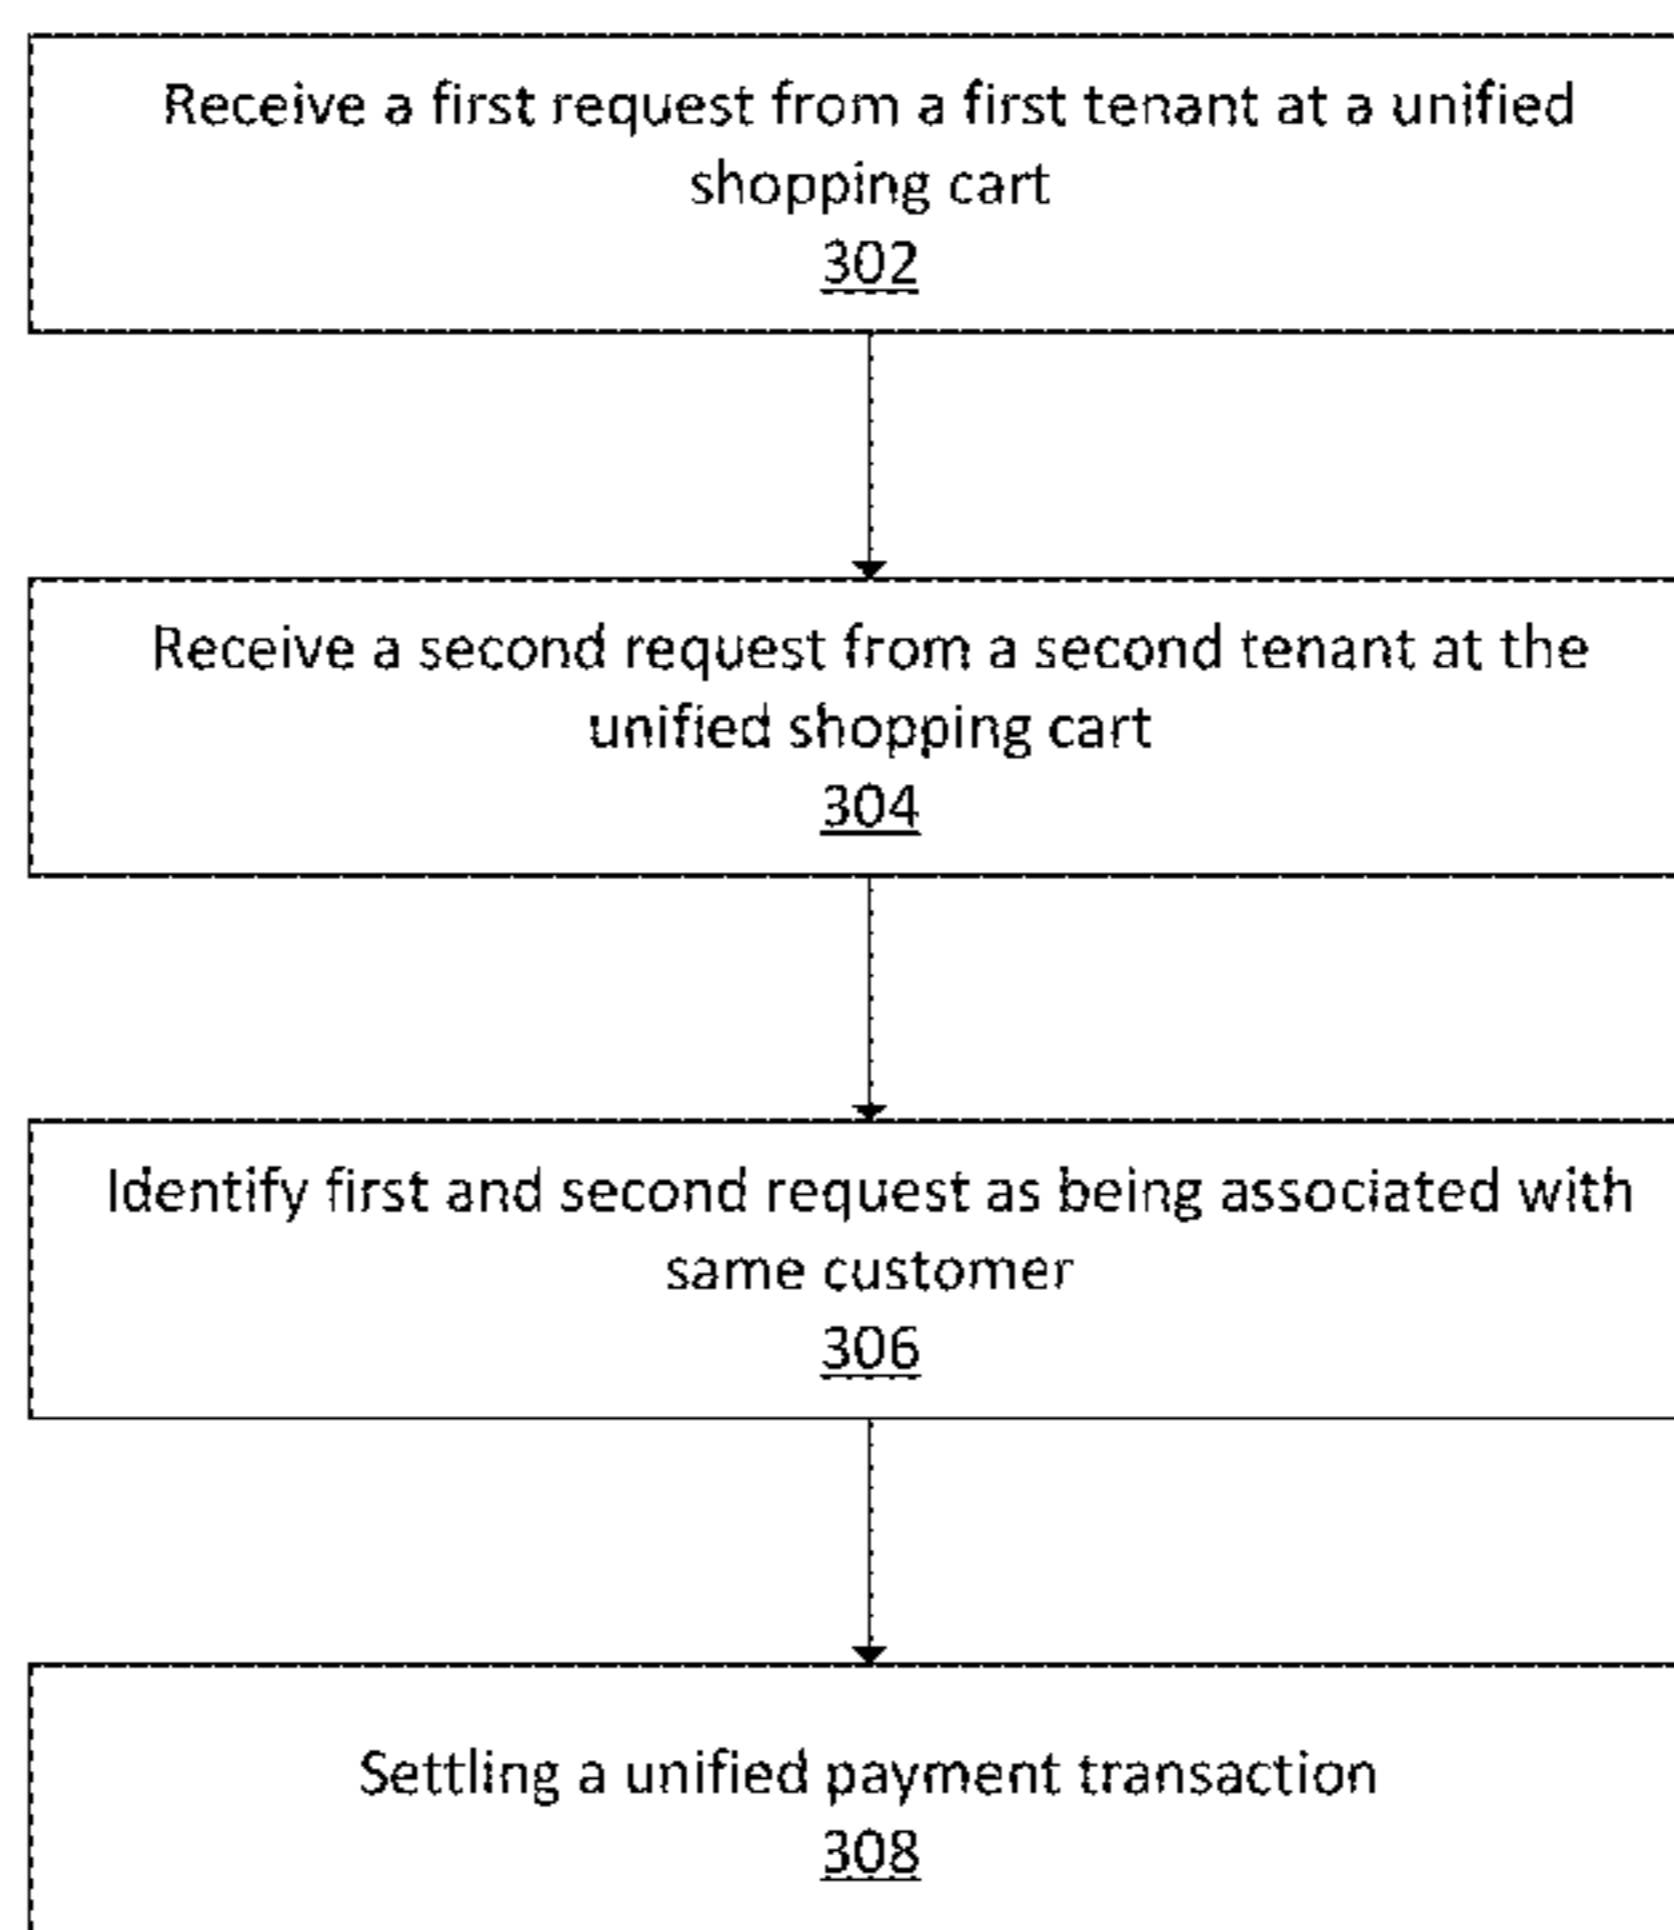 Receive a first request from a first tenant at a unified
shopping cart
302
Receive a second request from a second tenant at the
unified shopping cart
304
Identify first and second request as being associated with
same customer
306
Settling a unified payment transaction
308